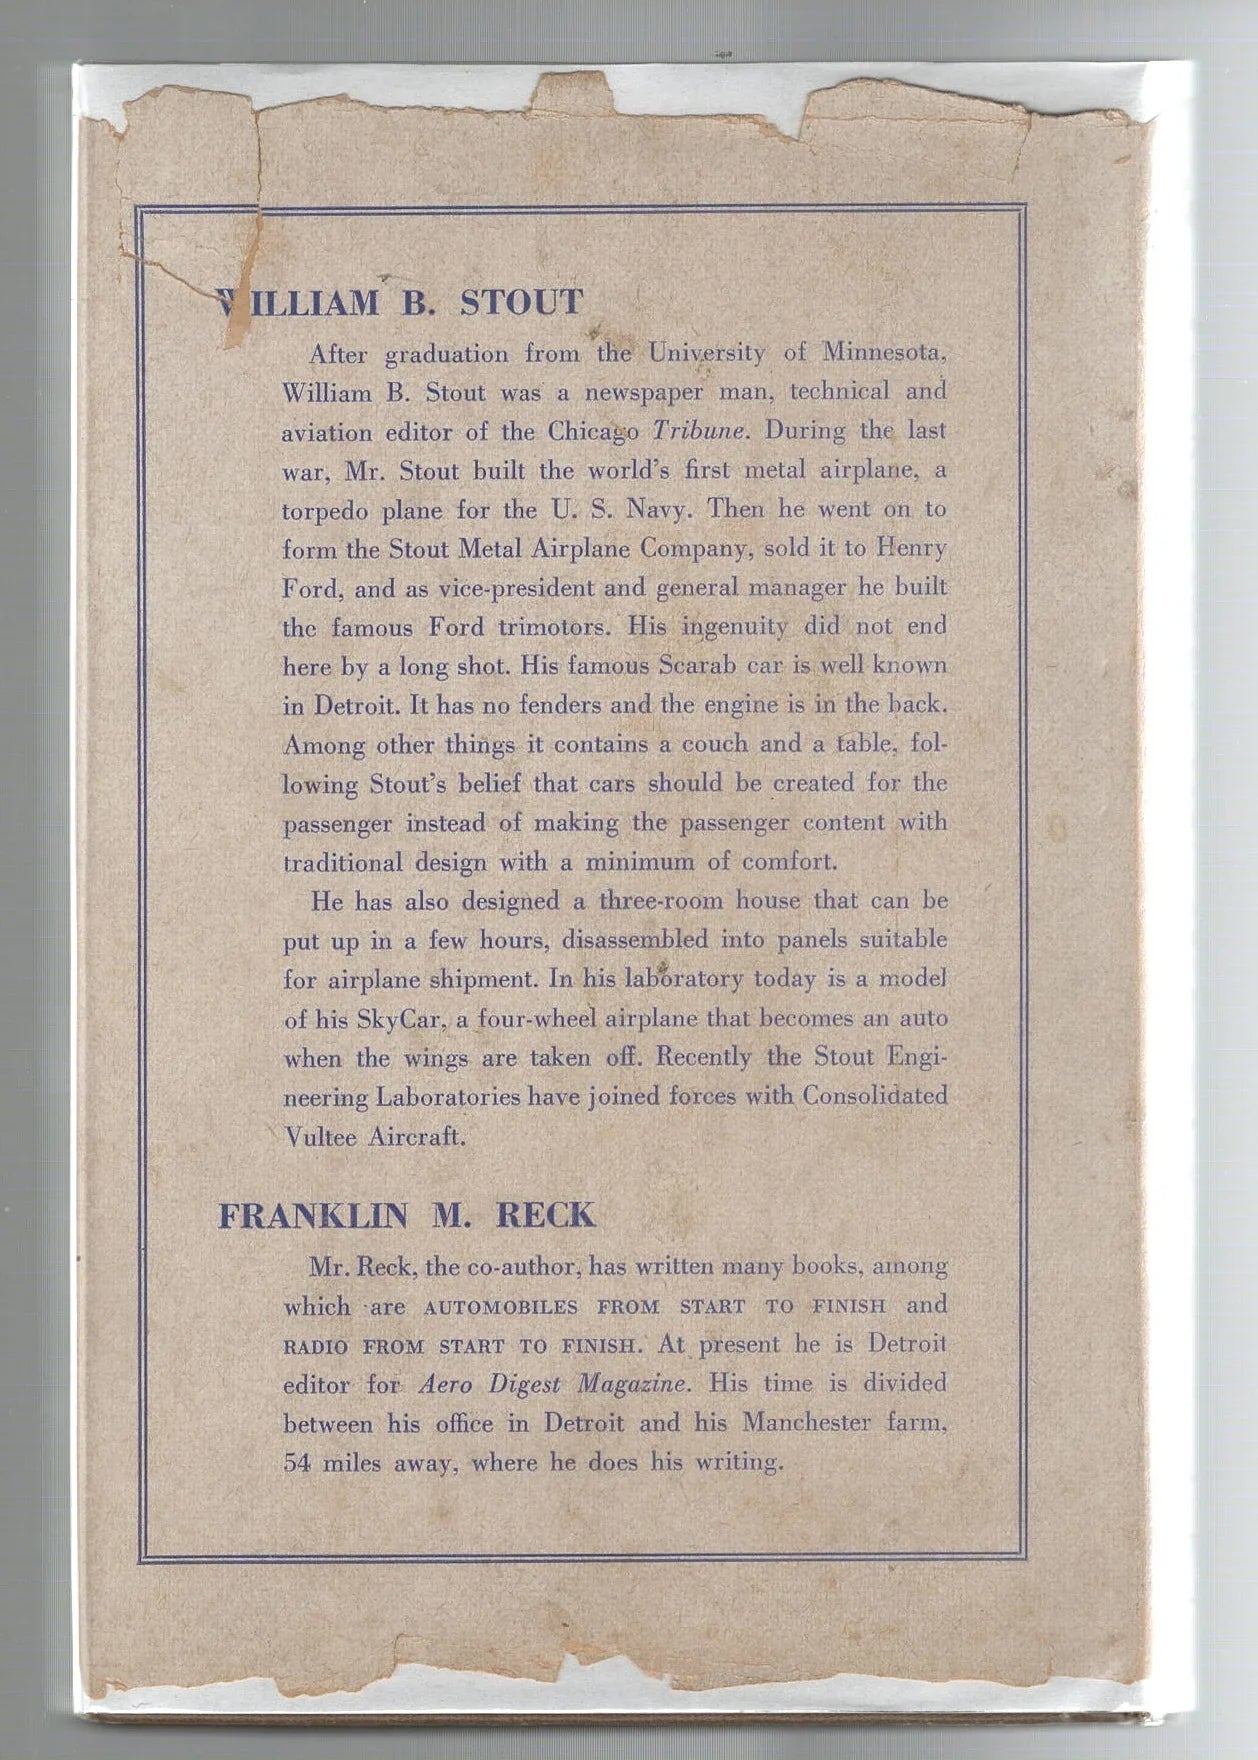 WILLIAM B. STOUT
After graduation from the University of Minnesota,
William B. Stout was a newspaper man, technical and
aviation editor of the Chicago Tribune. During the last
war, Mr. Stout built the world's first metal airplane, a
torpedo plane for the U. S. Navy. Then he went on to
form the Stout Metal Airplane Company, sold it to Henry
Ford, and as vice-president and general manager he built
the famous Ford trimotors. His ingenuity did not end
here by a long shot. His famous Scarab car is well known
in Detroit. It has no fenders and the engine is in the back.
Among other things it contains a couch and a table, fol-
lowing Stout's belief that cars should be created for the
passenger instead of making the passenger content with
traditional design with a minimum of comfort.
He has also designed a three-room house that can be
put up in a few hours, disassembled into panels suitable
for airplane shipment. In his laboratory today is a model
of his SkyCar, a four-wheel airplane that becomes an auto
when the wings are taken off. Recently the Stout Engi-
neering Laboratories have joined forces with Consolidated
Vultee Aircraft.
FRANKLIN M. RECK
Mr. Reck, the co-author, has written many books, among
which are AUTOMOBILES FROM START TO FINISH and
RADIO FROM START TO FINISH. At present he is Detroit
editor for Aero Digest Magazine. His time is divided
between his office in Detroit and his Manchester farm,
54 miles away, where he does his writing.